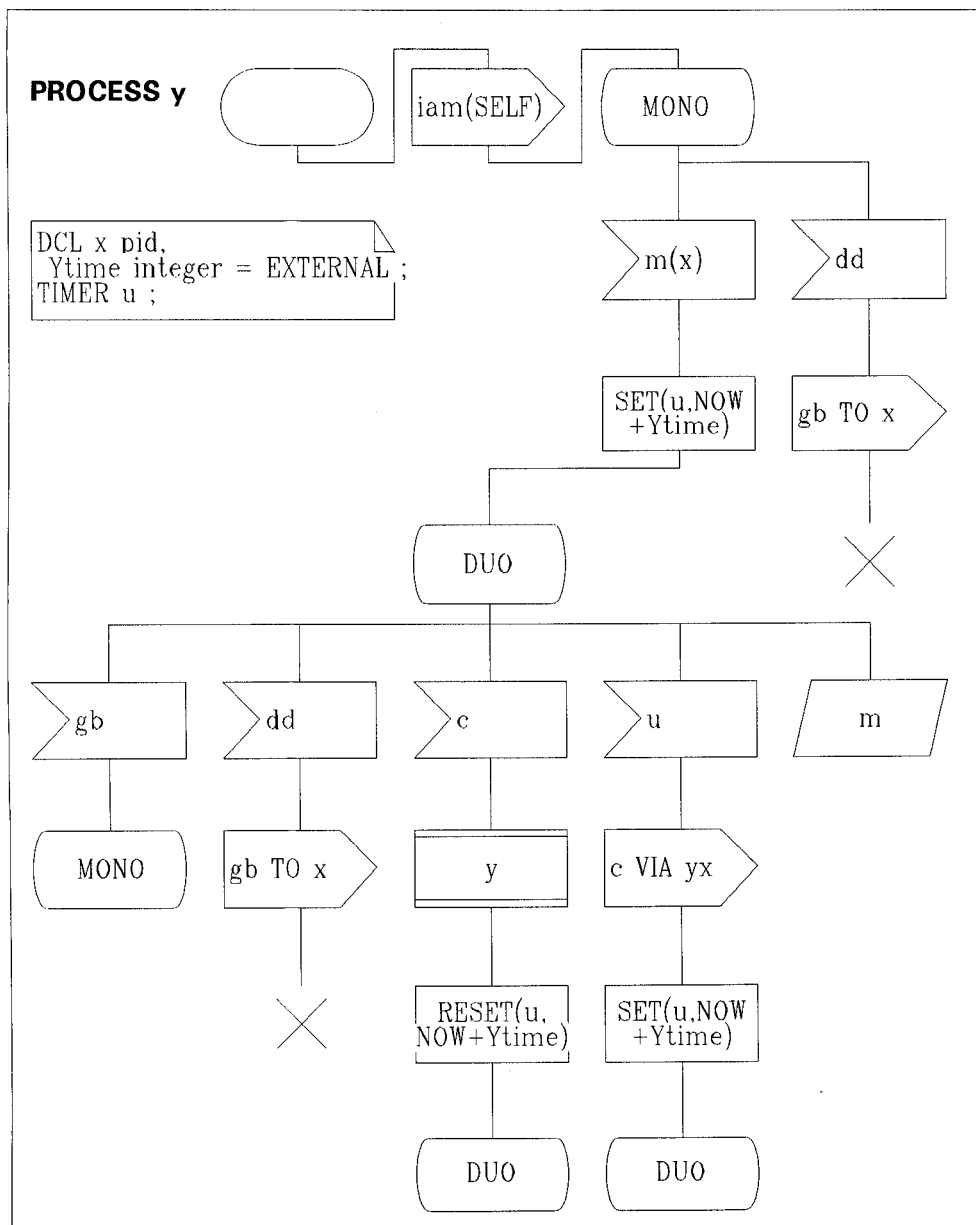 PROCESS y
iam(SELF)
MONO
DCL x pid,
Ytime integer = EXTERNAL ;
TIMER u ;
m(x)
dd
SET(u,NOW
+Ytime)
gb TO x
DUO
gb
dd
c
u
m
MONO
gb TO x
y
c VIA yx
RESET(u,
NOW+Ytime)
SET(u,NOW
+Ytime)
DUO
DUO